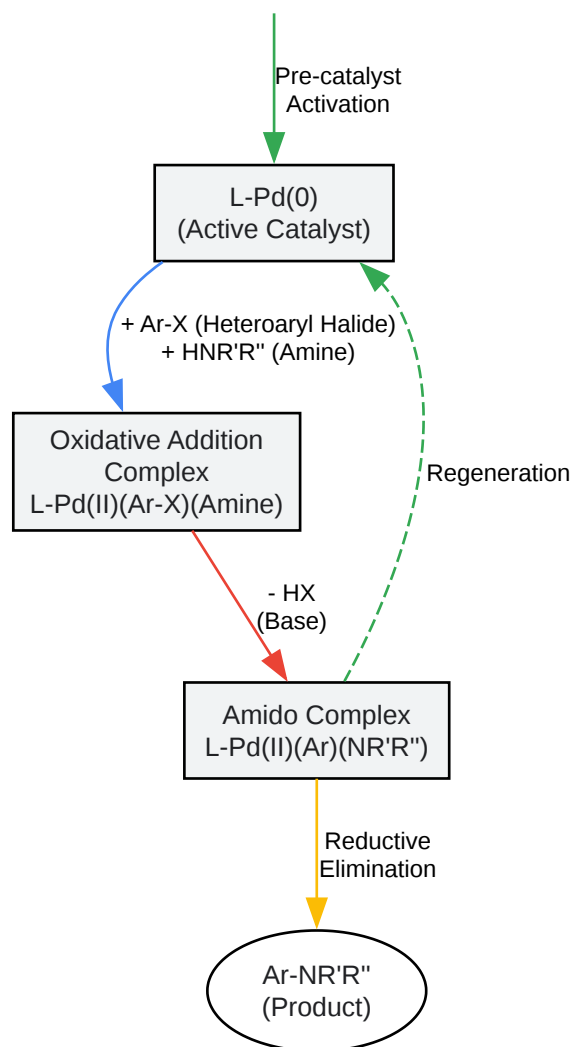 Pre-catalyst
Activation
L-Pd(0)
(Active Catalyst)
+ Ar-X (Heteroaryl Halide)
+ HNR'R" (Amine)
Oxidative Addition
Complex
L-Pd(II)(Ar-X)(Amine)
Regeneration
- HX
(Base)
Amido Complex
L-Pd(II)(Ar)(NR'R")
Reductive
Elimination
Ar-NR'R"
(Product)